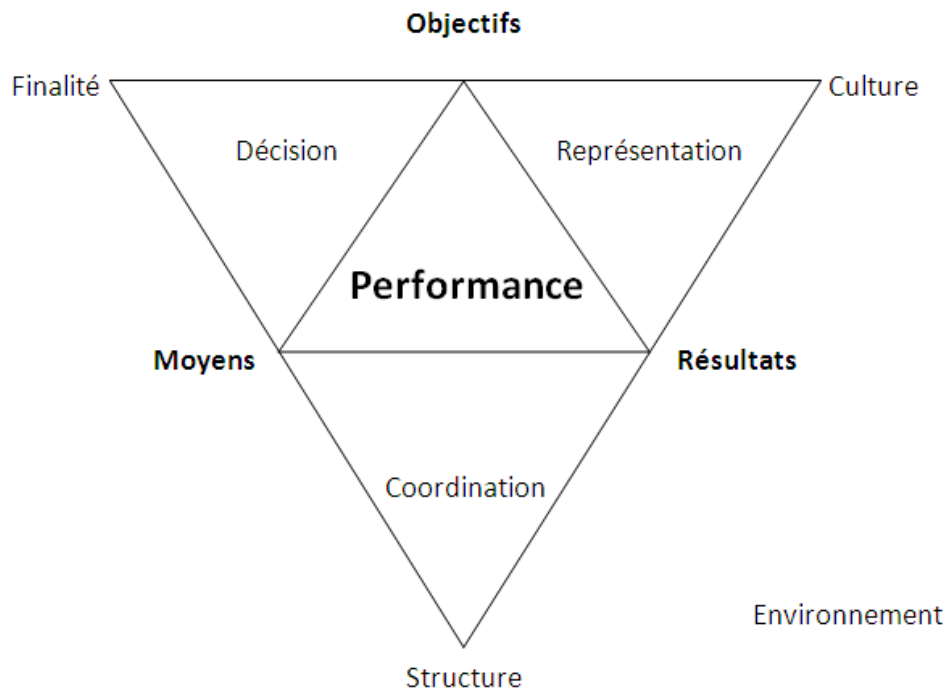 Objectifs
Finalité
Culture
Décision
Représentation
Performance
Moyens
Résultats
Coordination
Environnement
Structure